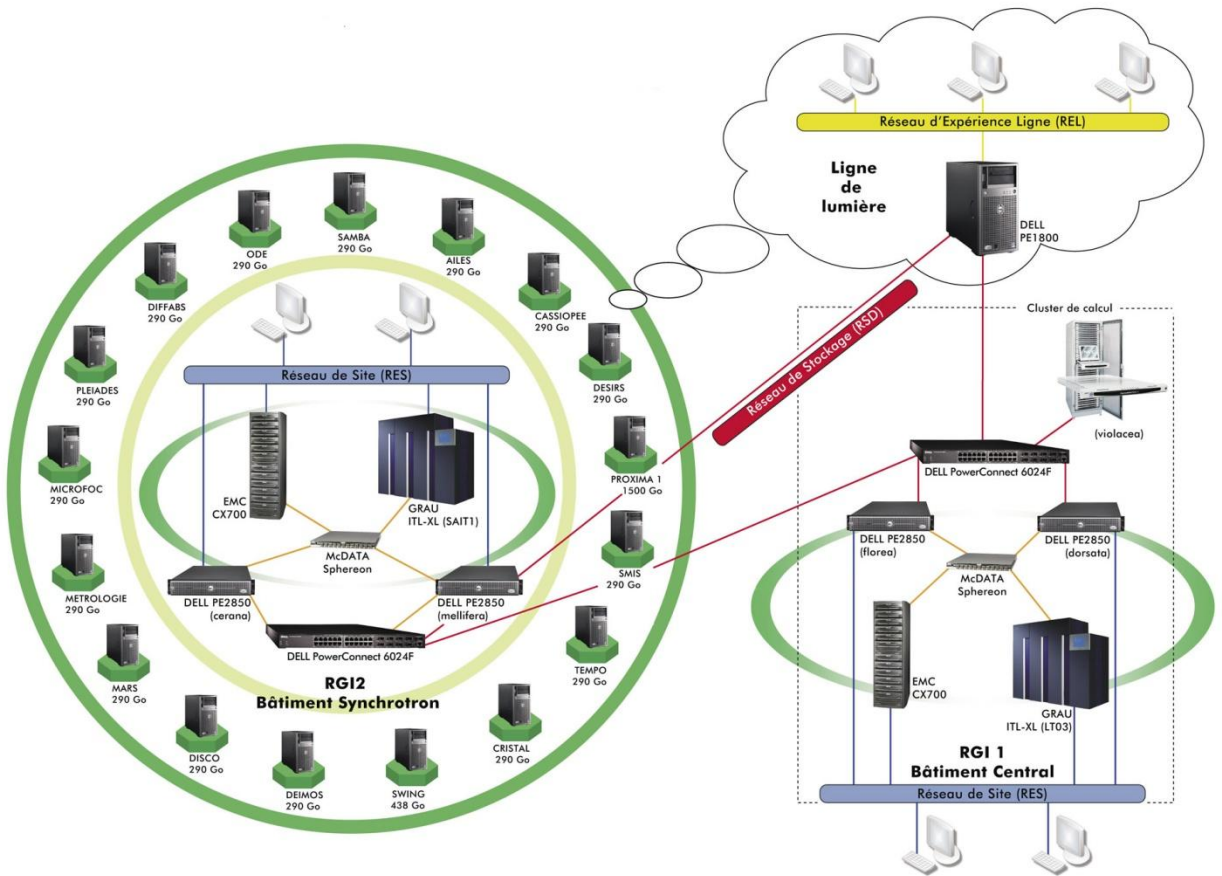 Réseau d'Expérience Ligne (REL)
Ligne
de
lumière
DELL
PE1800
Réseau de Stockage (RSD)
SAMBA
290 Go
ODE
290 Go
AILES
290 Go
DIFFABS
290 Go
CASSIOPEE
290 Go
PLEIADES
290 Go
DESIRS
290 Go
MICROFOC
290 Go
PROXIMA 1
1500 Go
METROLOGIE
290 Go
SMIS
290 Go
MARS
290 Go
TEMPO
290 Go
DISCO
290 Go
CRISTAL
290 Go
DEIMOS
290 Go
SWING
438 Go
Réseau de Site (RES)
EMC
CX700
GRAU
ITL-XL (SAIT1)
McDATA
Sphereon
DELL PE2850
(cerana)
DELL PE2850
(mellifera)
DELL PowerConnect 6024F
RGI2
Bâtiment Synchrotron
Cluster de calcul
(violacea)
DELL PowerConnect 6024F
DELL PE2850
(florea)
DELL PE2850
(dorsata)
McDATA
Sphereon
EMC
CX700
GRAU
ITL-XL (LT03)
RGI 1
Bâtiment Central
Réseau de Site (RES)